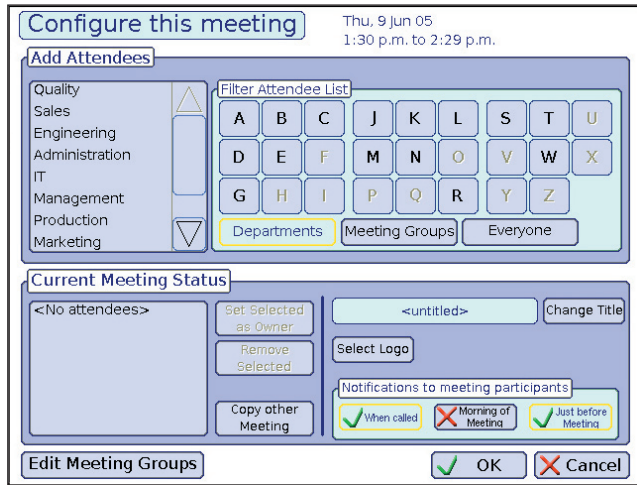 Configure this meeting
Thu, 9 Jun 05
1:30 p.m. to 2:29 p.m.
Add Attendees
Quality
Sales
Engineering
Administration
IT
Management
Production
Marketing
Filter Attendee List
A B C J K L S T U
D E F M N O V W X
G H I P Q R Y Z
Departments Meeting Groups Everyone
Current Meeting Status
<No attendees>
Set Selected
as Owner
Remove
Selected
Copy other
Meeting
<untitled> Change Title
Select Logo
Notifications to meeting participants
When called
Morning of
Meeting
Just before
Meeting
Edit Meeting Groups OK Cancel